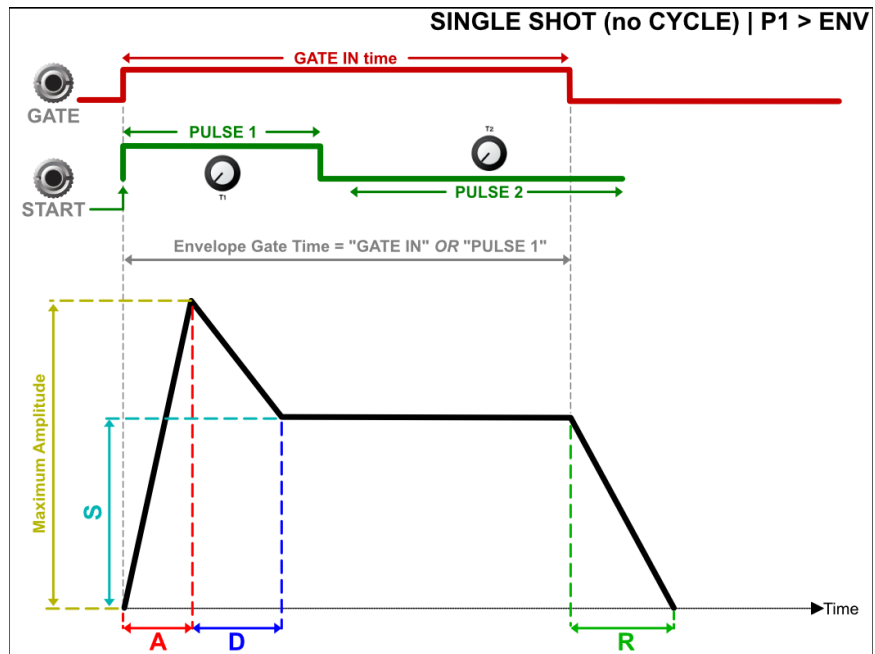 SINGLE SHOT (no CYCLE) | P1 > ENV
GATE IN time
GATE
PULSE 1
T2
T1
START
PULSE 2
Envelope Gate Time = "GATE IN" OR "PULSE 1"
Maximum Amplitude
S
Time
A
D
R